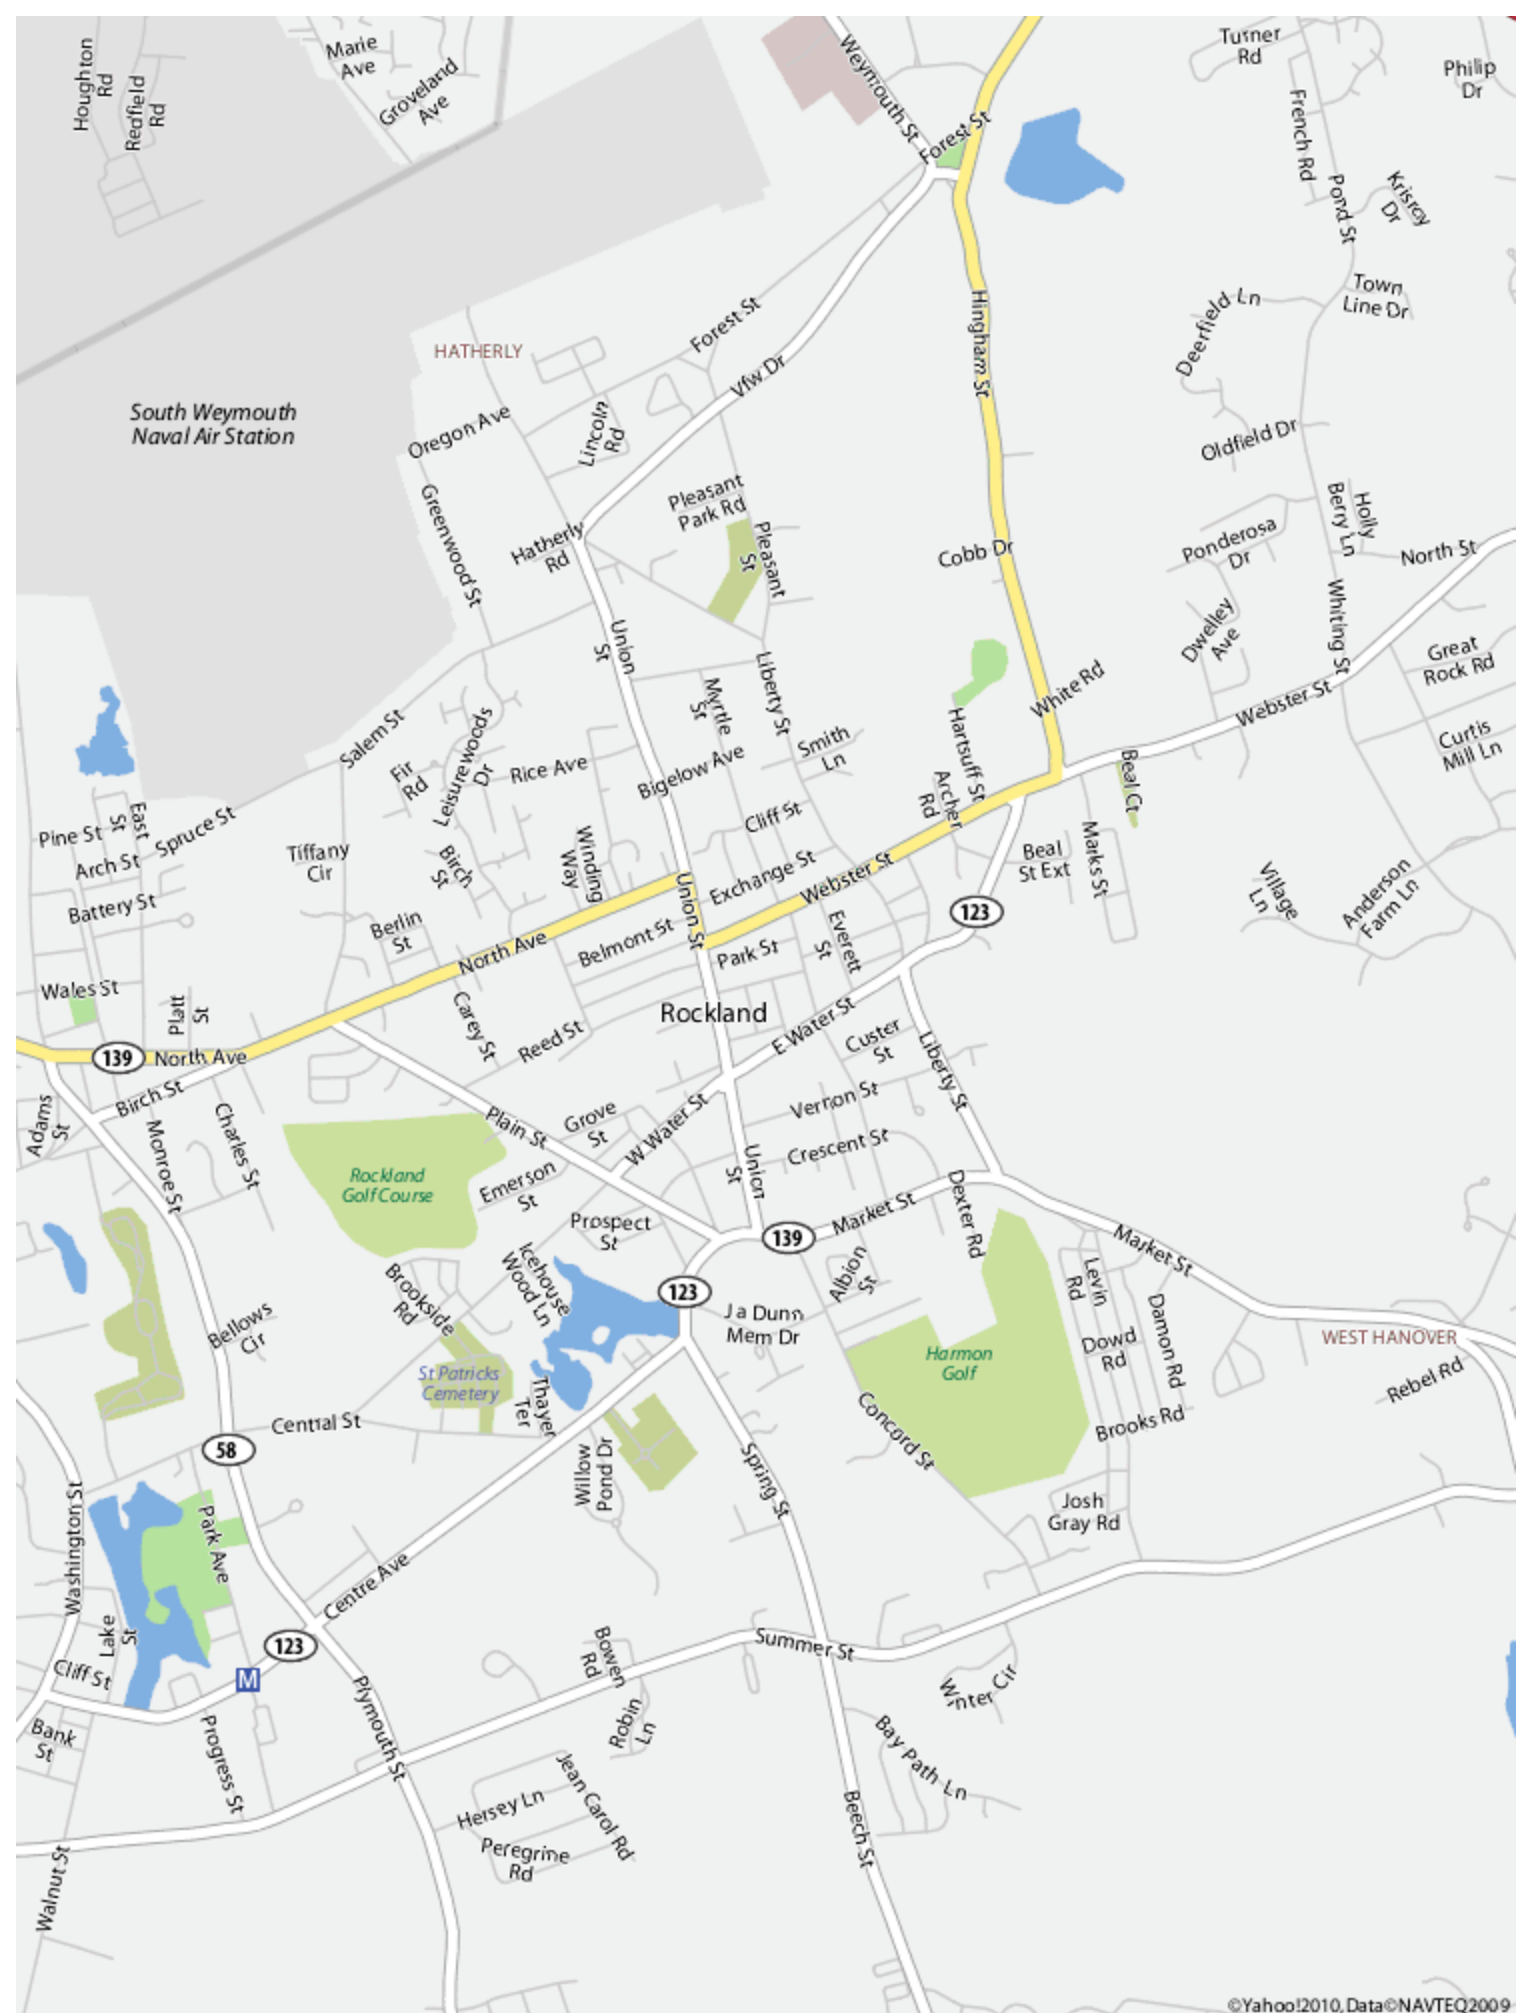 Houghton
Rd
Redfield
Rd
Marie
Ave
Groveland
Ave
Weymouth St
Forest St
Turner
Rd
Philip
Dr
French Rd
Pond St
Krisroy
Dr
Town
Line Dr
Deerfield Ln
Hingham St
Forest St
Vfw Dr
HATHERLY
South Weymouth
Naval Air Station
Oregon Ave
Lincoln
Rd
Oldfield Dr
Pleasant
Park Rd
Pleasant
St
Greenwood St
Hatherly
Rd
Cobb Dr
Ponderosa
Dr
Holly
Berry Ln
North St
Whiting St
Dwelley
Ave
Union
St
Liberty St
Myrtle
St
White Rd
Great
Rock Rd
Webster St
Curtis
Mill Ln
Salem St
Fir
Rd
Leisurewoods
Dr
Rice Ave
Bigelow Ave
Smith
Ln
Hartsuff St
Archer
Rd
Beal Ct
Pine St
East
St
Arch St
Spruce St
Battery St
Tiffany
Cir
Birch
St
Winding
Way
Cliff St
Exchange St
Webster St
Beal
St Ext
Marks St
Village
Ln
Anderson
Farm Ln
123
Berlin
St
North Ave
Belmont St
Union St
Park St
Everett
St
Wales St
Platt
St
Carey St
Reed St
Rockland
E Water St
Custer
St
Liberty St
139
North Ave
Birch St
Adams
St
Monroe St
Charles St
Plain St
Grove
St
W Water St
Vernon St
Crescent St
Union
St
Rockland
Golf Course
Emerson
St
Prospect
St
139
Market St
Dexter Rd
Market St
Icehouse
Wood Ln
Brookside
Rd
123
Albion
St
J a Dunn
Mem Dr
Levin
Rd
Damon Rd
Dowd
Rd
WEST HANOVER
Rebel Rd
Bellows
Cir
St Patricks
Cemetery
Harmon
Golf
Thayer
Ter
Central St
58
Concord St
Brooks Rd
Willow
Pond Dr
Spring St
Josh
Gray Rd
Washington St
Park Ave
Centre Ave
Lake
St
123
Cliff St
M
Bowen
Rd
Summer St
Winter Cir
Bank
St
Progress St
Plymouth St
Robin
Ln
Bay Path Ln
Jean Carol Rd
Hersey Ln
Peregrine
Rd
Beech St
Walnut St
©Yahoo!2010, Data©NAVTEQ2009